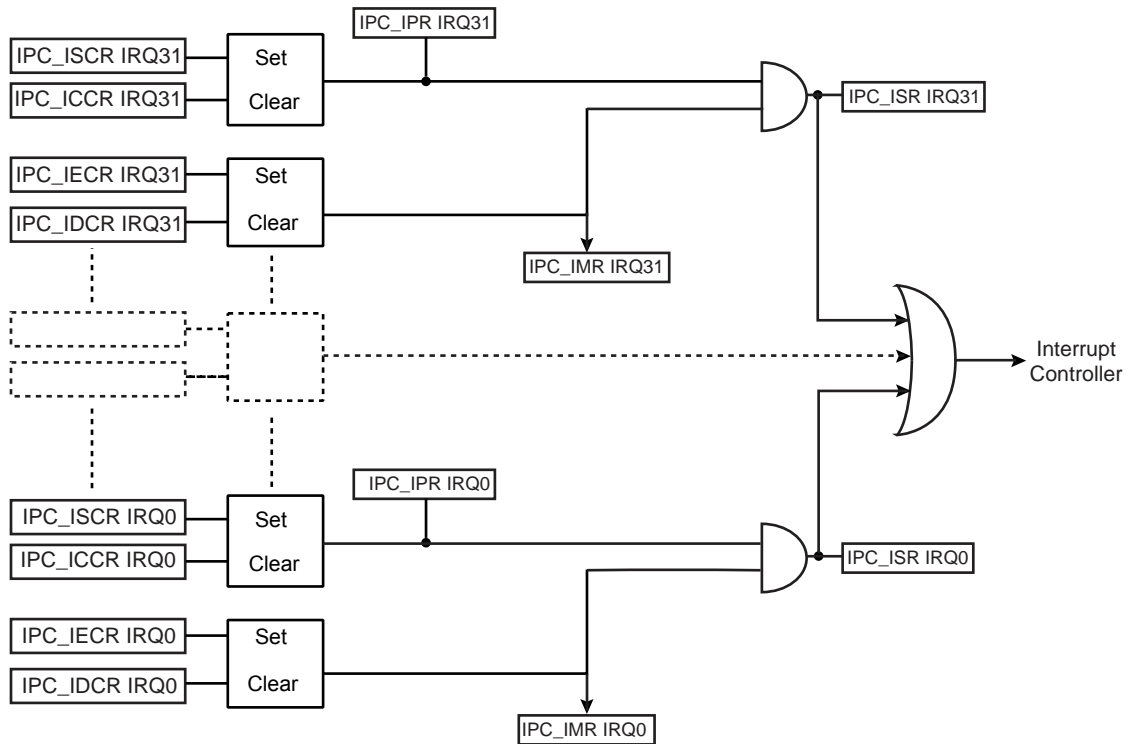 IPC_IPR IRQ31
IPC_ISCR IRQ31
Set
IPC_ICCR IRQ31
Clear
IPC_ISR IRQ31
IPC_IECR IRQ31
Set
IPC_IDCR IRQ31
Clear
IPC_IMR IRQ31
Interrupt
Controller
IPC_IPR IRQ0
IPC_ISCR IRQ0
Set
IPC_ICCR IRQ0
Clear
IPC_ISR IRQ0
IPC_IECR IRQ0
Set
IPC_IDCR IRQ0
Clear
IPC_IMR IRQ0